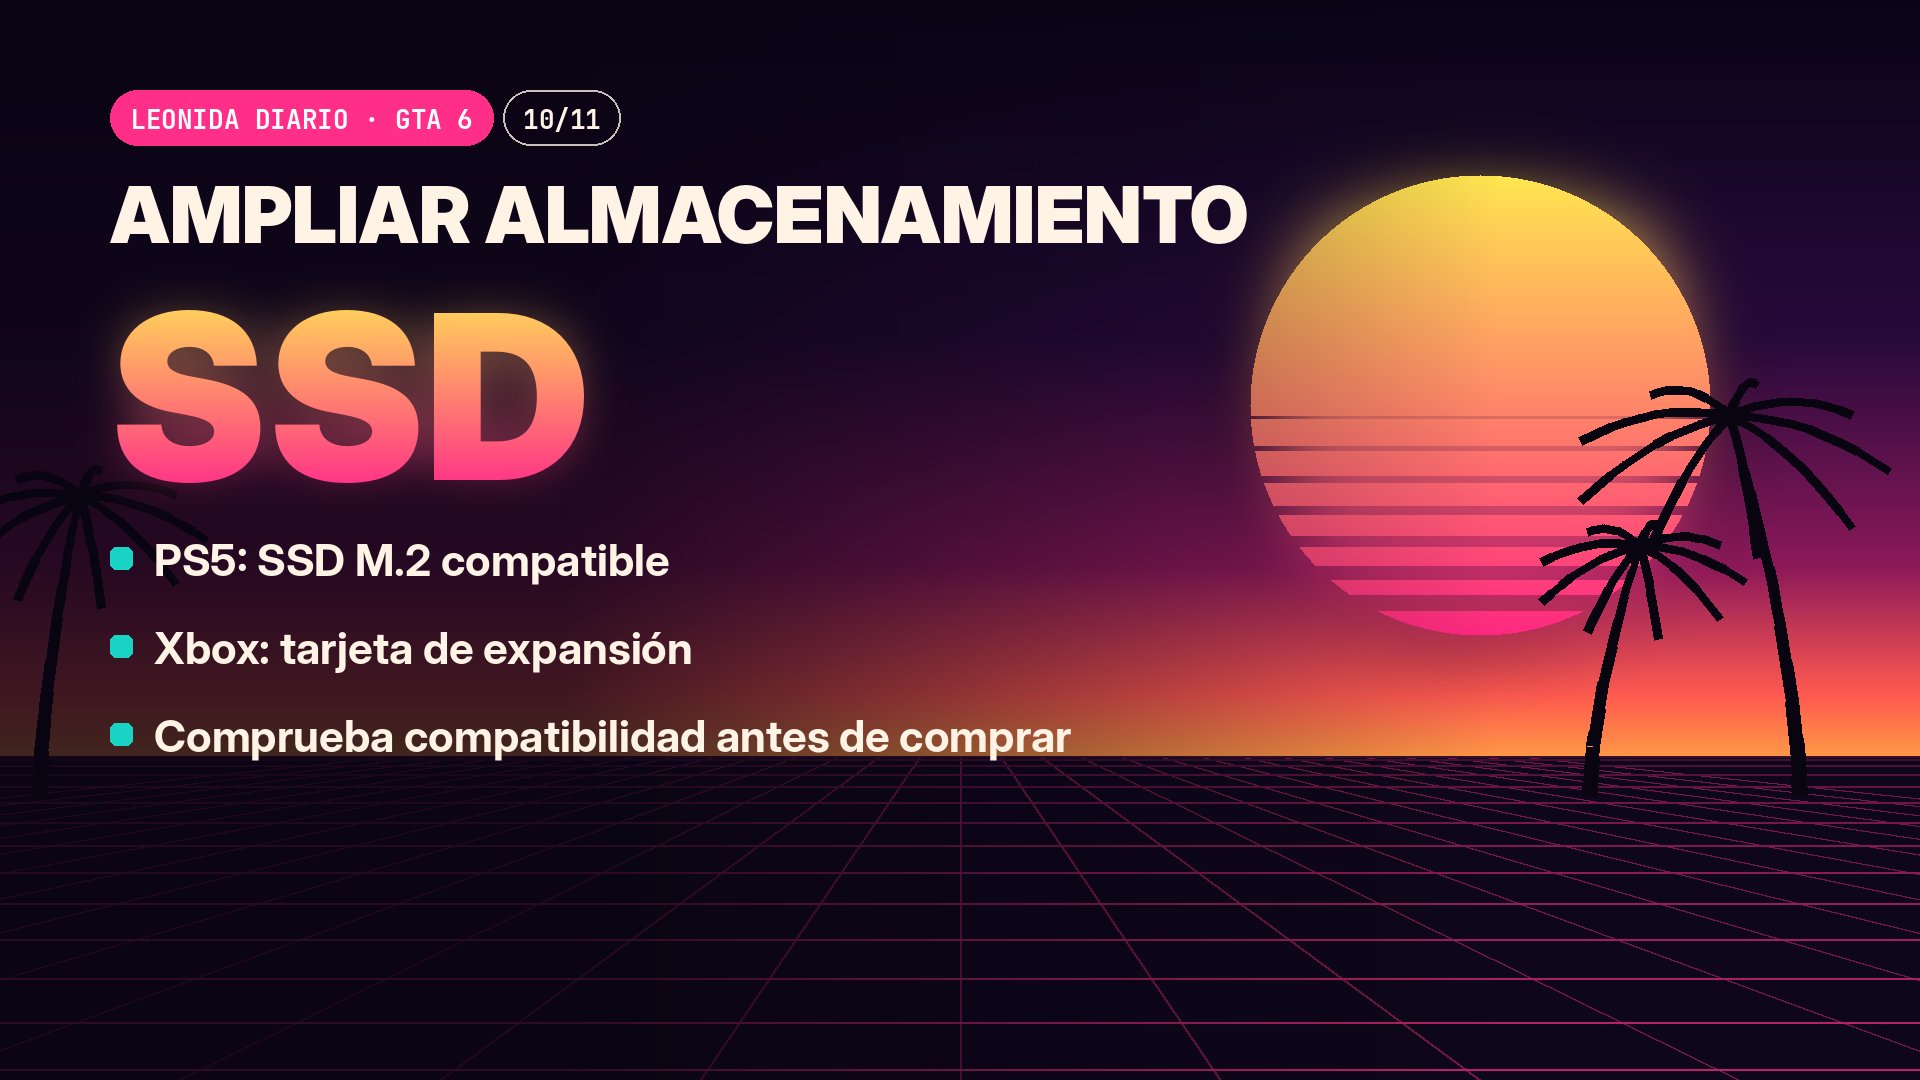 LEONIDA DIARIO · GTA 6
10/11
AMPLIAR ALMACENAMIENTO
SSD
PS5: SSD M.2 compatible
Xbox: tarjeta de expansión
Comprueba compatibilidad antes de comprar